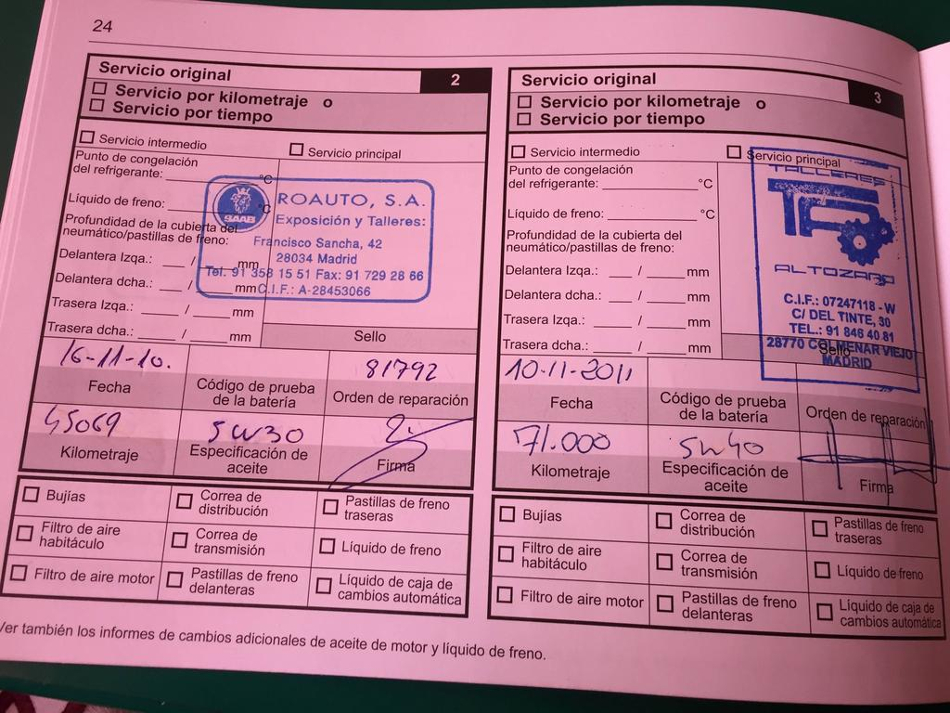 24
Servicio original 2
Servicio por kilometraje o
Servicio por tiempo
Servicio intermedio
Servicio principal
Punto de congelación
del refrigerante: °C
Líquido de freno: °C
Profundidad de la cubierta del
neumático/pastillas de freno:
Delantera Izqa.: / mm
Delantera dcha.: / mm
Trasera Izqa.: / mm
Trasera dcha.: / mm
SAAB
ROAUTO, S.A.
Exposición y Talleres:
Francisco Sancha, 42
28034 Madrid
Tel. 91 358 15 51 Fax: 91 729 28 66
C.I.F.: A-28453066
Sello
16-11-10.
81792
Fecha
Código de prueba
de la batería
Orden de reparación
45069
5W30
Kilometraje
Especificación de
aceite
Firma
Bujías
Correa de
distribución
Pastillas de freno
traseras
Filtro de aire
habitáculo
Correa de
transmisión
Líquido de freno
Filtro de aire motor
Pastillas de freno
delanteras
Líquido de caja de
cambios automática
Servicio original 3
Servicio por kilometraje o
Servicio por tiempo
Servicio intermedio
Servicio principal
Punto de congelación
del refrigerante: °C
Líquido de freno: °C
Profundidad de la cubierta del
neumático/pastillas de freno:
Delantera Izqa.: / mm
Delantera dcha.: / mm
Trasera Izqa.: / mm
Trasera dcha.: / mm
TALLERES
ALTOZANO
C.I.F.: 07247118 - W
C/ DEL TINTE, 30
TEL.: 91 846 40 81
28770 COLMENAR VIEJO
MADRID
Sello
10-11-2011
Fecha
Código de prueba
de la batería
Orden de reparación
71.000
5W40
Kilometraje
Especificación de
aceite
Firma
Bujías
Correa de
distribución
Pastillas de freno
traseras
Filtro de aire
habitáculo
Correa de
transmisión
Líquido de freno
Filtro de aire motor
Pastillas de freno
delanteras
Líquido de caja de
cambios automática
Ver también los informes de cambios adicionales de aceite de motor y líquido de freno.